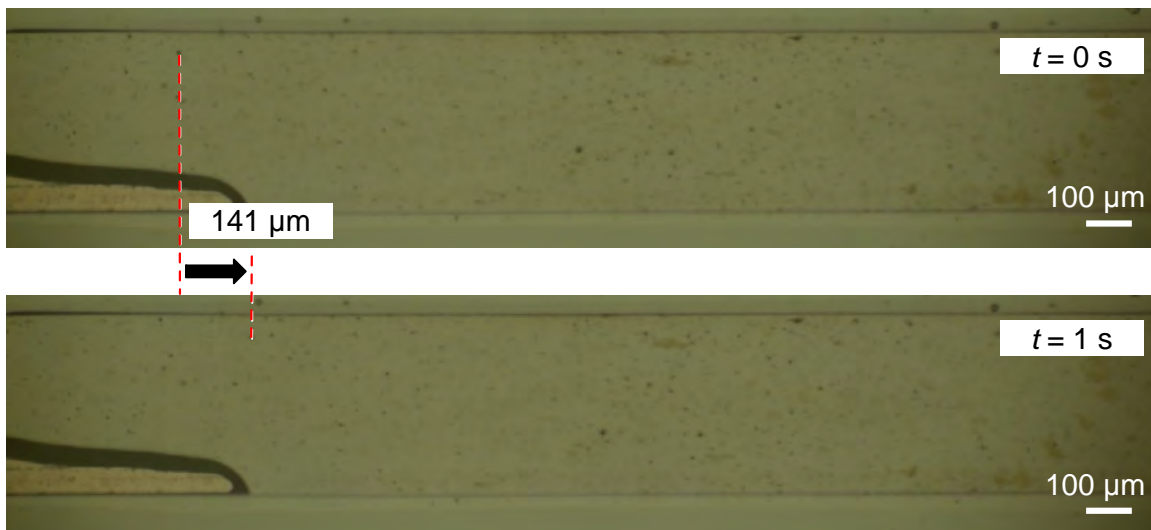 t = 0 s
100 µm
141 µm
t = 1 s
100 µm